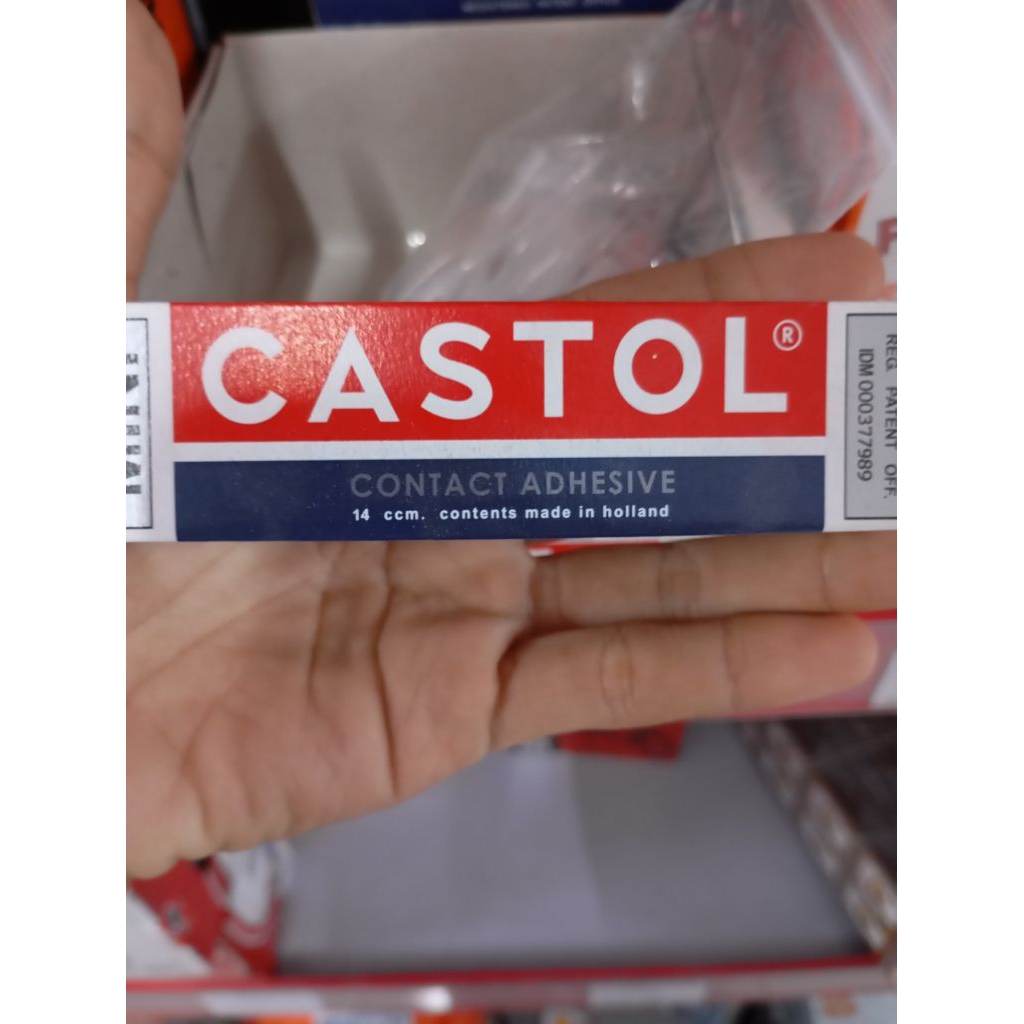 CASTOL®
CONTACT ADHESIVE
14 ccm. contents made in holland
REG. PATENT OFF.
IDM 000377989